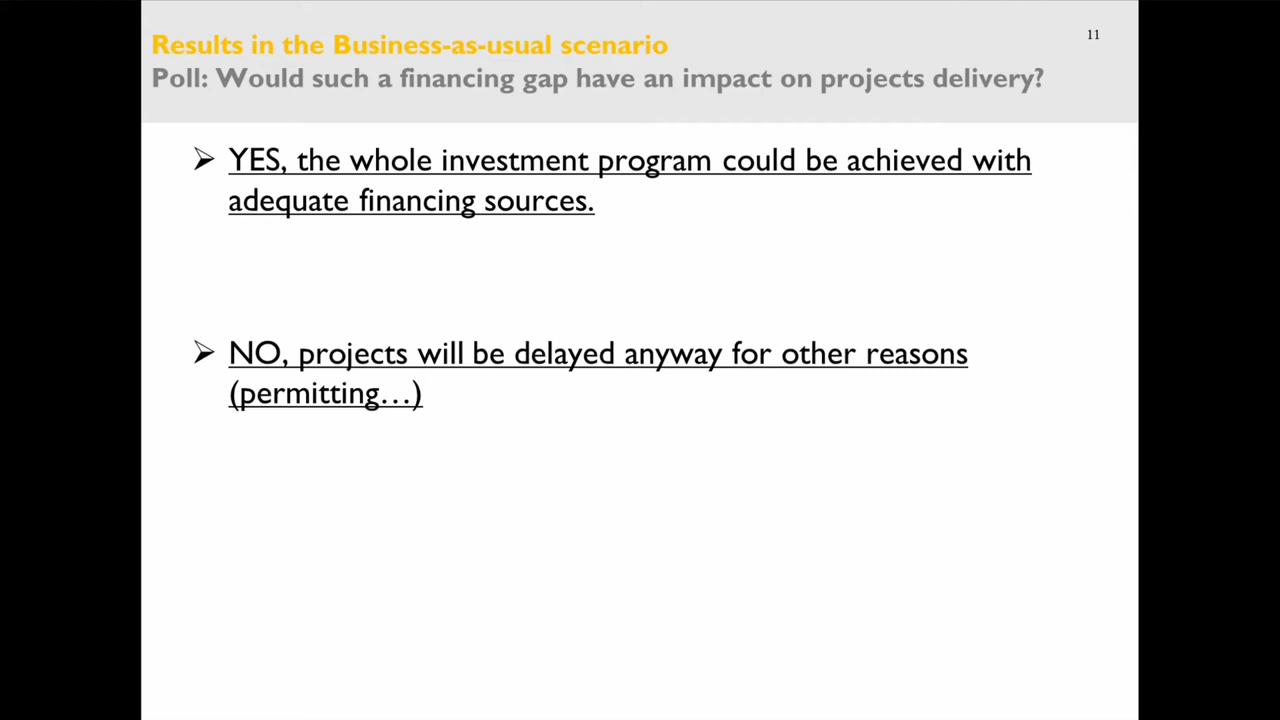 11
Results in the Business-as-usual scenario
Poll: Would such a financing gap have an impact on projects delivery?
➢ YES, the whole investment program could be achieved with
adequate financing sources.
➢ NO, projects will be delayed anyway for other reasons
(permitting…)